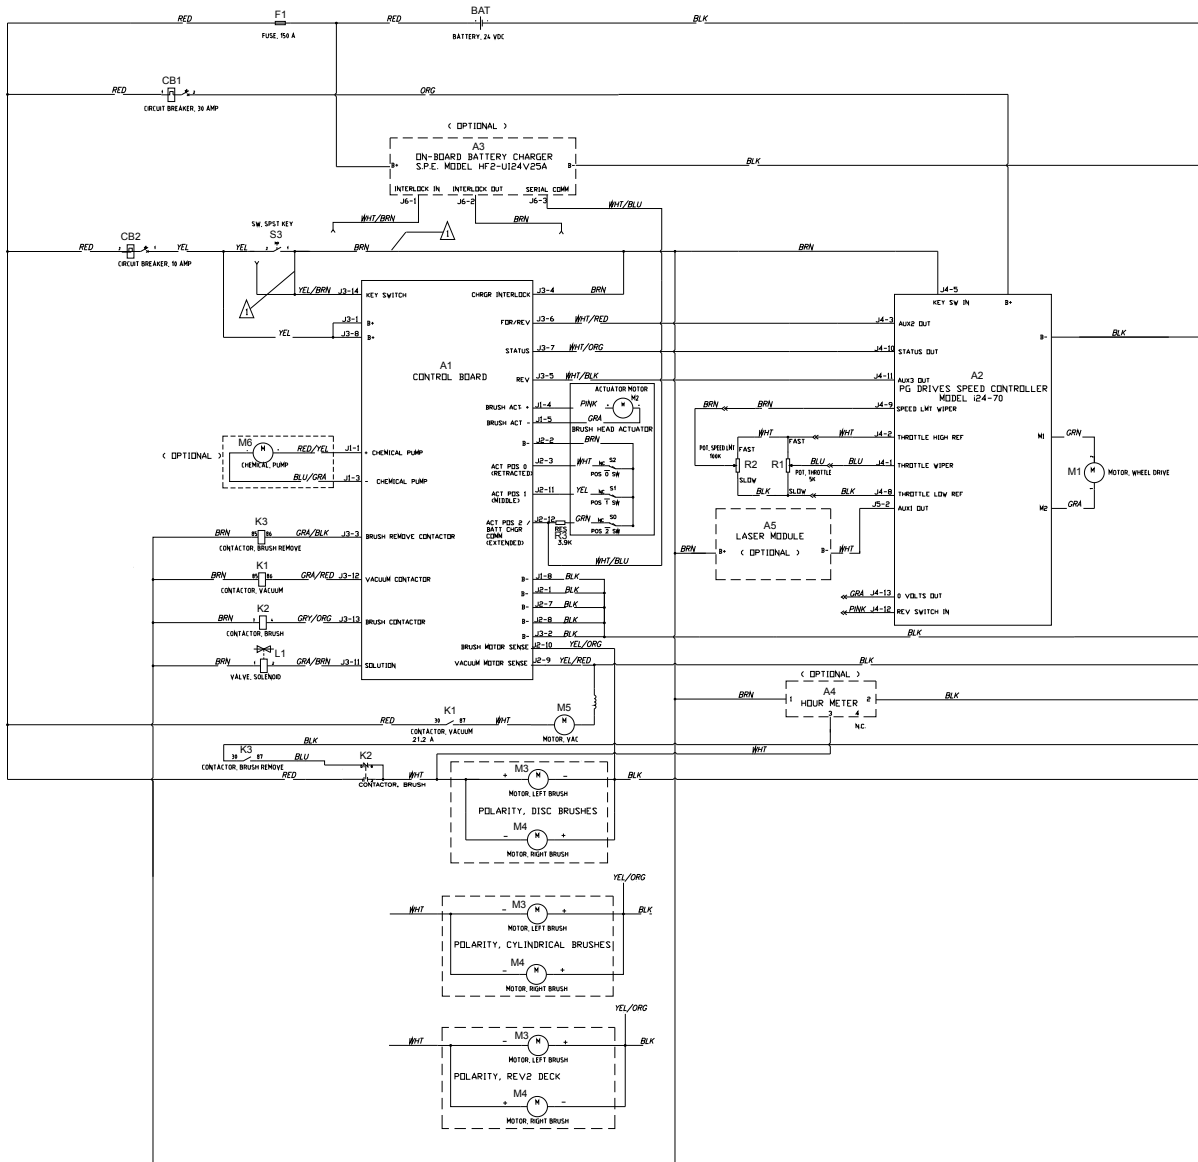 F1
RED
FUSE, 150 A
BAT
RED
BATTERY, 24 VDC
BLK
CB1
RED
1 2
CIRCUIT BREAKER, 30 AMP
ORG
( OPTIONAL )
A3
ON-BOARD BATTERY CHARGER
S.P.E. MODEL HF2-U124V25A
B+
B-
BLK
INTERLOCK IN
INTERLOCK OUT
SERIAL COMM
J6-1
J6-2
J6-3
WHT/BRN
BRN
WHT/BLU
CB2
RED
2 1
YEL
CIRCUIT BREAKER, 10 AMP
SW, SPST KEY
S3
YEL
BRN
1
BRN
J4-5
YEL/BRN
J3-14
KEY SWITCH
1
J3-1
B+
J3-8
B+
YEL
A1
CONTROL BOARD
CHRGR INTERLOCK
J3-4
BRN
FOR/REV
J3-6
WHT/RED
STATUS
J3-7
WHT/ORG
REV
J3-5
WHT/BLK
BRUSH ACT +
J1-4
PINK
BRUSH ACT -
J1-5
GRA
ACTUATOR MOTOR
M2
M
BRUSH HEAD ACTUATOR
B-
J2-2
BRN
ACT POS 0
(RETRACTED)
J2-3
WHT
NC
S2
POS 0 SW
ACT POS 1
(MIDDLE)
J2-11
YEL
NC
S1
POS 1 SW
ACT POS 2 /
BATT CHGR
COMM
(EXTENDED)
J2-12
RES
R3
3.9K
GRN
NC
S0
POS 2 SW
WHT/BLU
KEY SW IN
B+
J4-3
AUX2 OUT
B-
BLK
J4-10
STATUS OUT
J4-11
AUX3 OUT
A2
PG DRIVES SPEED CONTROLLER
MODEL i24-70
BRN
BRN
J4-9
SPEED LMT WIPER
WHT
FAST
WHT
J4-2
THROTTLE HIGH REF
M1
GRN
POT, SPEED LMT
100K
R2
SLOW
R1
BLU
POT, THROTTLE
5K
BLU
J4-1
THROTTLE WIPER
M1
M
MOTOR, WHEEL DRIVE
BLK
SLOW
BLK
J4-8
THROTTLE LOW REF
J5-2
AUX1 OUT
M2
GRA
A5
LASER MODULE
( OPTIONAL )
BRN
B+
B-
WHT
GRA
J4-13
0 VOLTS OUT
PINK
J4-12
REV SWITCH IN
( OPTIONAL )
M6
M
CHEMICAL PUMP
RED/YEL
J1-1
+ CHEMICAL PUMP
BLU/GRA
J1-3
- CHEMICAL PUMP
BRN
K3
85 86
GRA/BLK
J3-3
BRUSH REMOVE CONTACTOR
CONTACTOR, BRUSH REMOVE
BRN
K1
85 86
GRA/RED
J3-12
VACUUM CONTACTOR
CONTACTOR, VACUUM
BRN
K2
GRY/ORG
J3-13
BRUSH CONTACTOR
CONTACTOR, BRUSH
BRN
L1
1 2
GRA/BRN
J3-11
SOLUTION
VALVE, SOLENOID
B-
J1-8
BLK
B-
J2-1
BLK
B-
J2-7
BLK
B-
J2-8
BLK
B-
J3-2
BLK
BLK
BRUSH MOTOR SENSE
J2-10
YEL/ORG
VACUUM MOTOR SENSE
J2-9
YEL/RED
BLK
( OPTIONAL )
A4
HOUR METER
BRN
1
2
3
4
N.C.
BLK
WHT
RED
K1
30 87
CONTACTOR, VACUUM
21.2 A
WHT
M5
M
MOTOR, VAC
BLK
K3
30 87
BLU
CONTACTOR, BRUSH REMOVE
RED
K2
CONTACTOR, BRUSH
WHT
M3
+ M -
MOTOR, LEFT BRUSH
BLK
POLARITY, DISC BRUSHES
M4
- M +
MOTOR, RIGHT BRUSH
YEL/ORG
WHT
M3
- M +
MOTOR, LEFT BRUSH
BLK
POLARITY, CYLINDRICAL BRUSHES
M4
- M +
MOTOR, RIGHT BRUSH
YEL/ORG
WHT
M3
- M +
MOTOR, LEFT BRUSH
BLK
POLARITY, REV2 DECK
M4
+ M -
MOTOR, RIGHT BRUSH